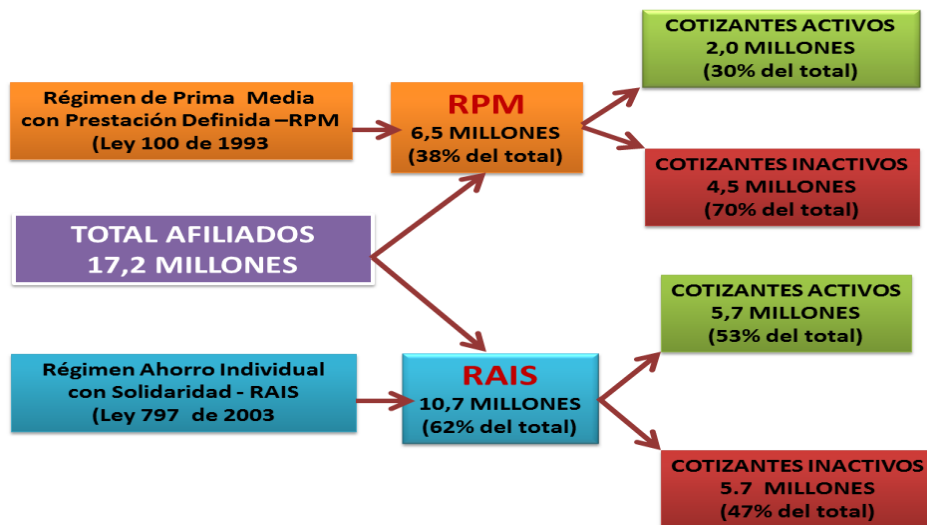 Régimen de Prima Media
con Prestación Definida –RPM
(Ley 100 de 1993
RPM
6,5 MILLONES
(38% del total)
COTIZANTES ACTIVOS
2,0 MILLONES
(30% del total)
COTIZANTES INACTIVOS
4,5 MILLONES
(70% del total)
TOTAL AFILIADOS
17,2 MILLONES
Régimen Ahorro Individual
con Solidaridad - RAIS
(Ley 797 de 2003
RAIS
10,7 MILLONES
(62% del total)
COTIZANTES ACTIVOS
5,7 MILLONES
(53% del total)
COTIZANTES INACTIVOS
5.7 MILLONES
(47% del total)